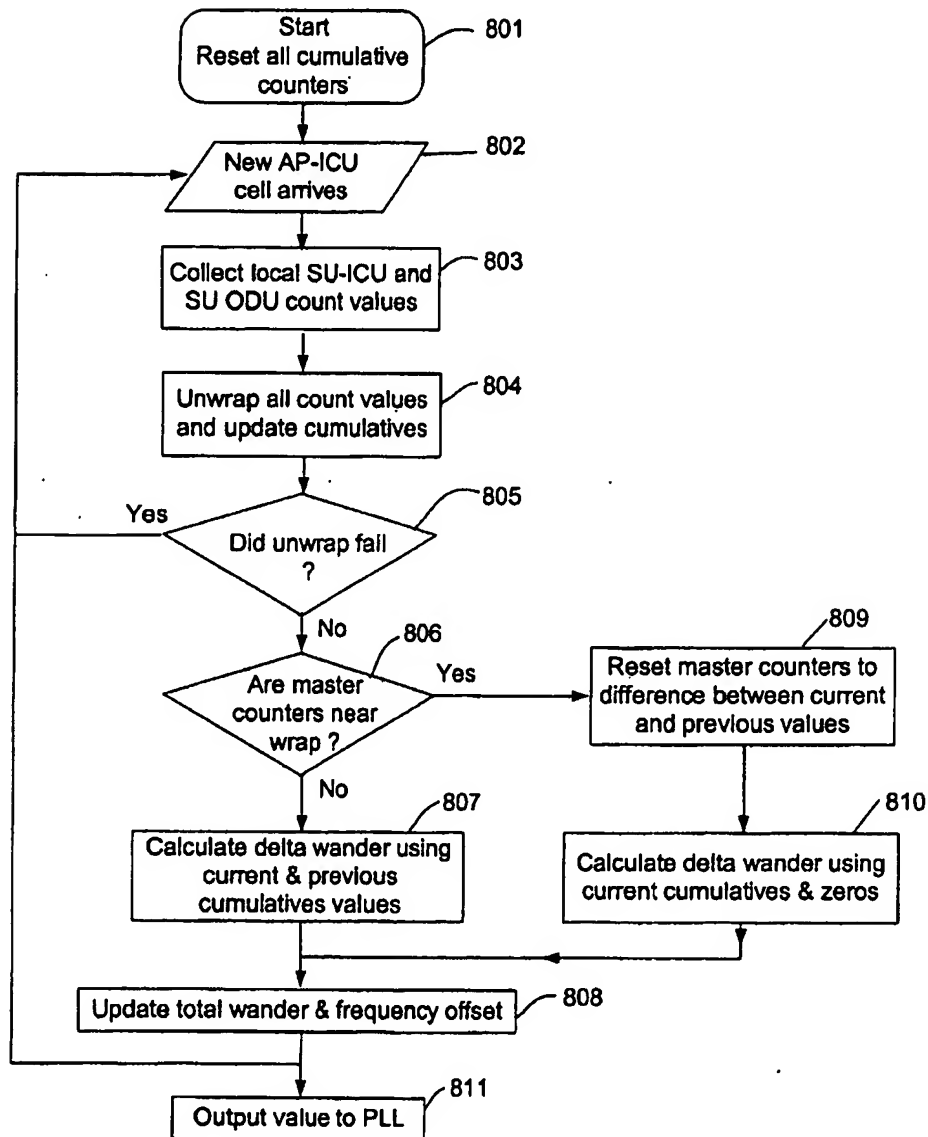 Start
Reset all cumulative
counters
801
New AP-ICU
cell arrives
802
Collect local SU-ICU and
SU ODU count values
803
Unwrap all count values
and update cumulatives
804
Did unwrap fail
?
805
Yes
No
Are master
counters near
wrap ?
806
Yes
No
Reset master counters to
difference between current
and previous values
809
Calculate delta wander using
current & previous
cumulatives values
807
Calculate delta wander using
current cumulatives & zeros
810
Update total wander & frequency offset
808
Output value to PLL
811